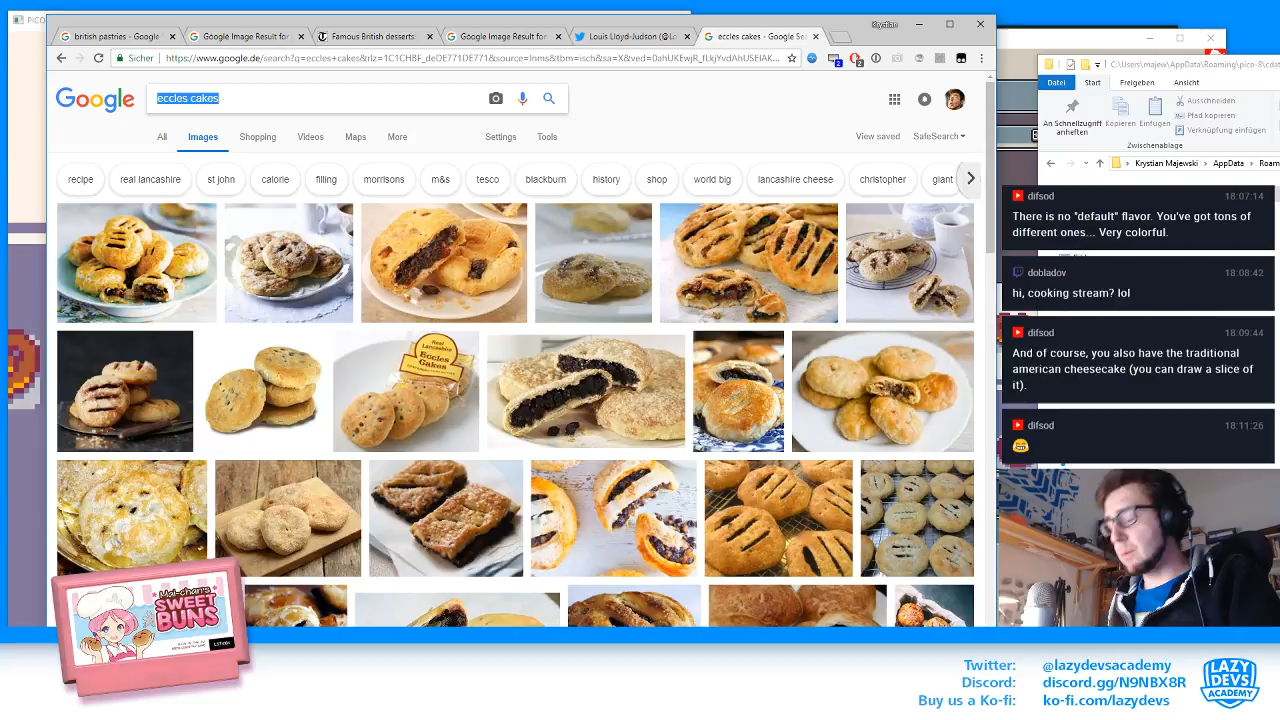 PICO
Krystian
british pastries - Google
Google Image Result for
Famous British desserts:
Google Image Result for
Louis Lloyd-Judson (@Lo
eccles cakes - Google Sea
Sicher
https://www.google.de/search?q=eccles+cakes&rlz=1C1CHBF_deDE771DE771&source=lnms&tbm=isch&sa=X&ved=0ahUKEwjR_fLkjYvdAhUSEIAK...
Google
eccles cakes
All
Images
Shopping
Videos
Maps
More
Settings
Tools
View saved
SafeSearch
recipe
real lancashire
st john
calorie
filling
morrisons
m&s
tesco
blackburn
history
shop
world big
lancashire cheese
christopher
giant
Real
Lancashire
Eccles
Cakes
C:\Users\majew\AppData\Roaming\pico-8\cdat
Datei
Start
Freigeben
Ansicht
An Schnellzugriff
anheften
Kopieren
Einfügen
Ausschneiden
Pfad kopieren
Verknüpfung einfügen
Zwischenablage
Krystian Majewski
AppData
Roam
difsod
18:07:14
There is no "default" flavor. You've got tons of
different ones... Very colorful.
dobladov
18:08:42
hi, cooking stream? lol
difsod
18:09:44
And of course, you also have the traditional
american cheesecake (you can draw a slice of
it).
difsod
18:11:26
Mai-chan's
SWEET
BUNS
Twitter:
@lazydevsacademy
Discord:
discord.gg/N9NBX8R
Buy us a Ko-fi:
ko-fi.com/lazydevs
LAZY
DEVS
ACADEMY